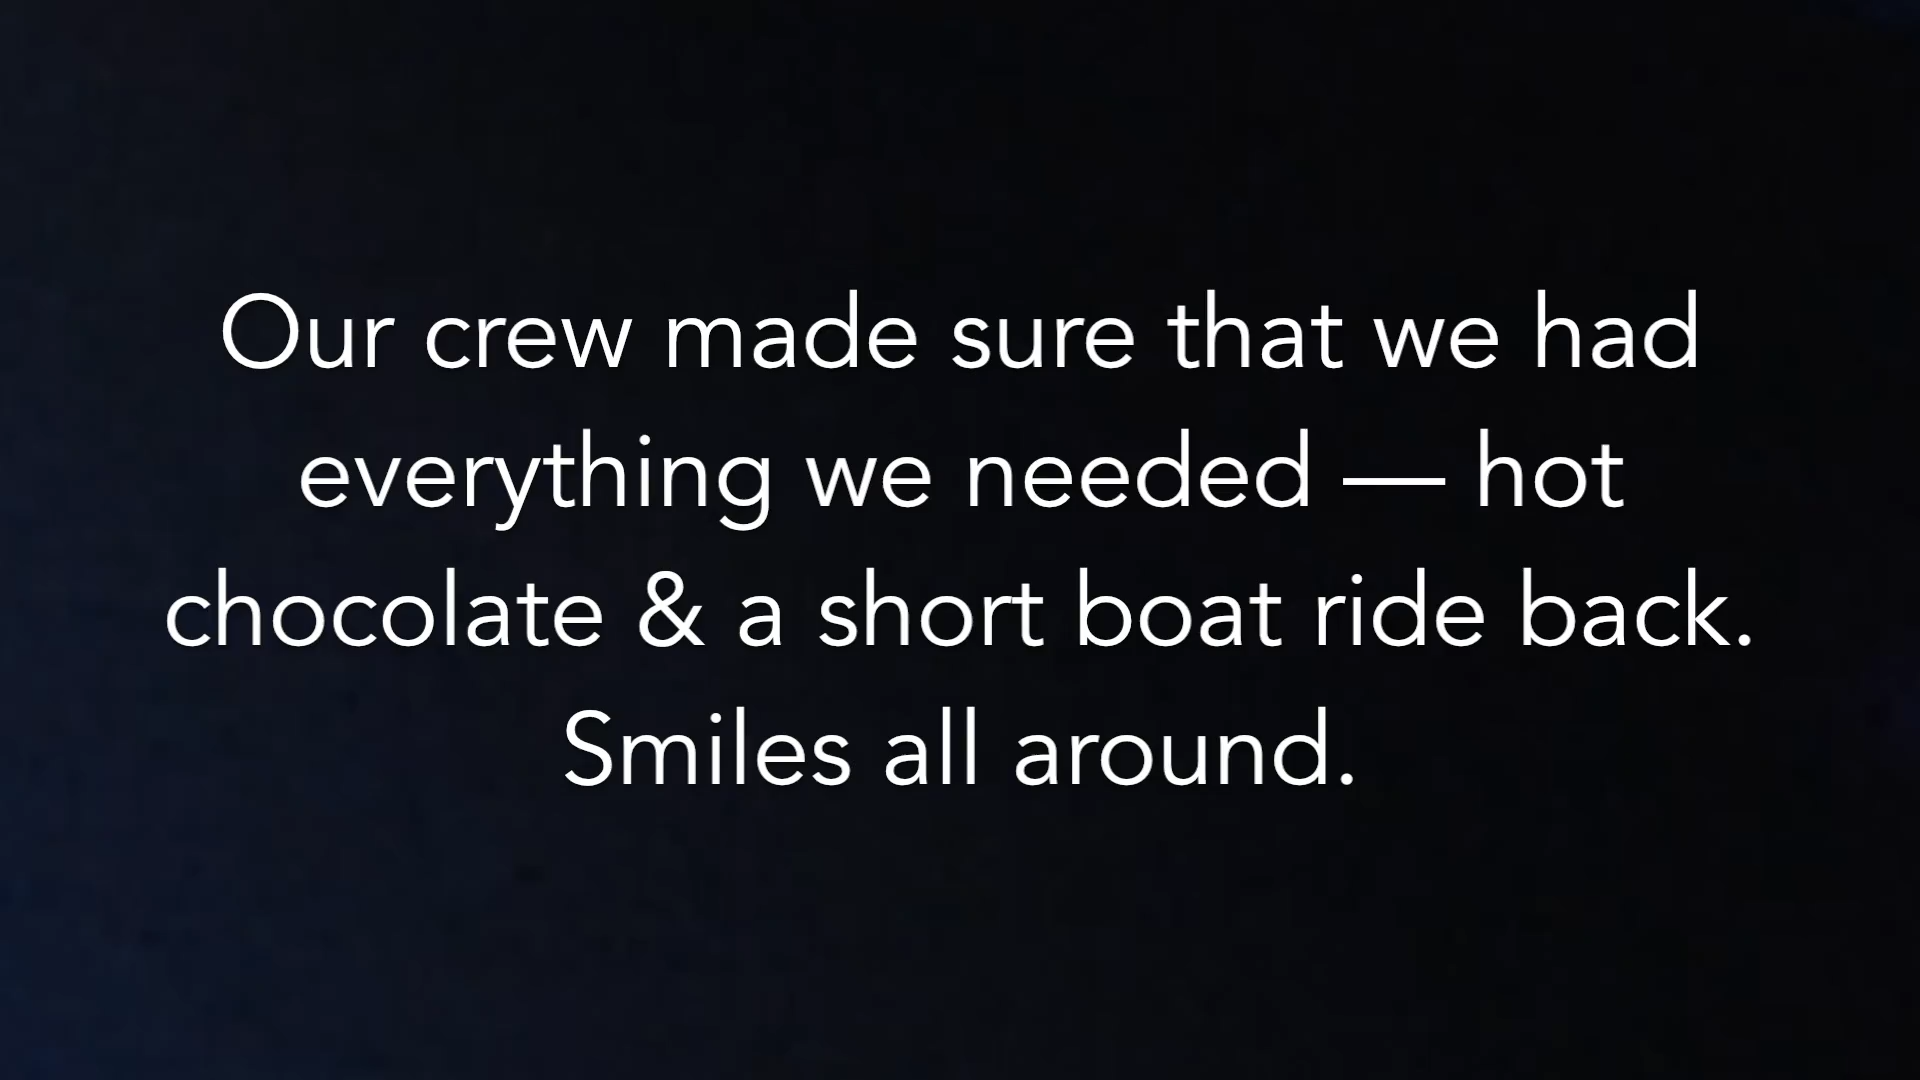 Our crew made sure that we had
everything we needed — hot
chocolate & a short boat ride back.
Smiles all around.